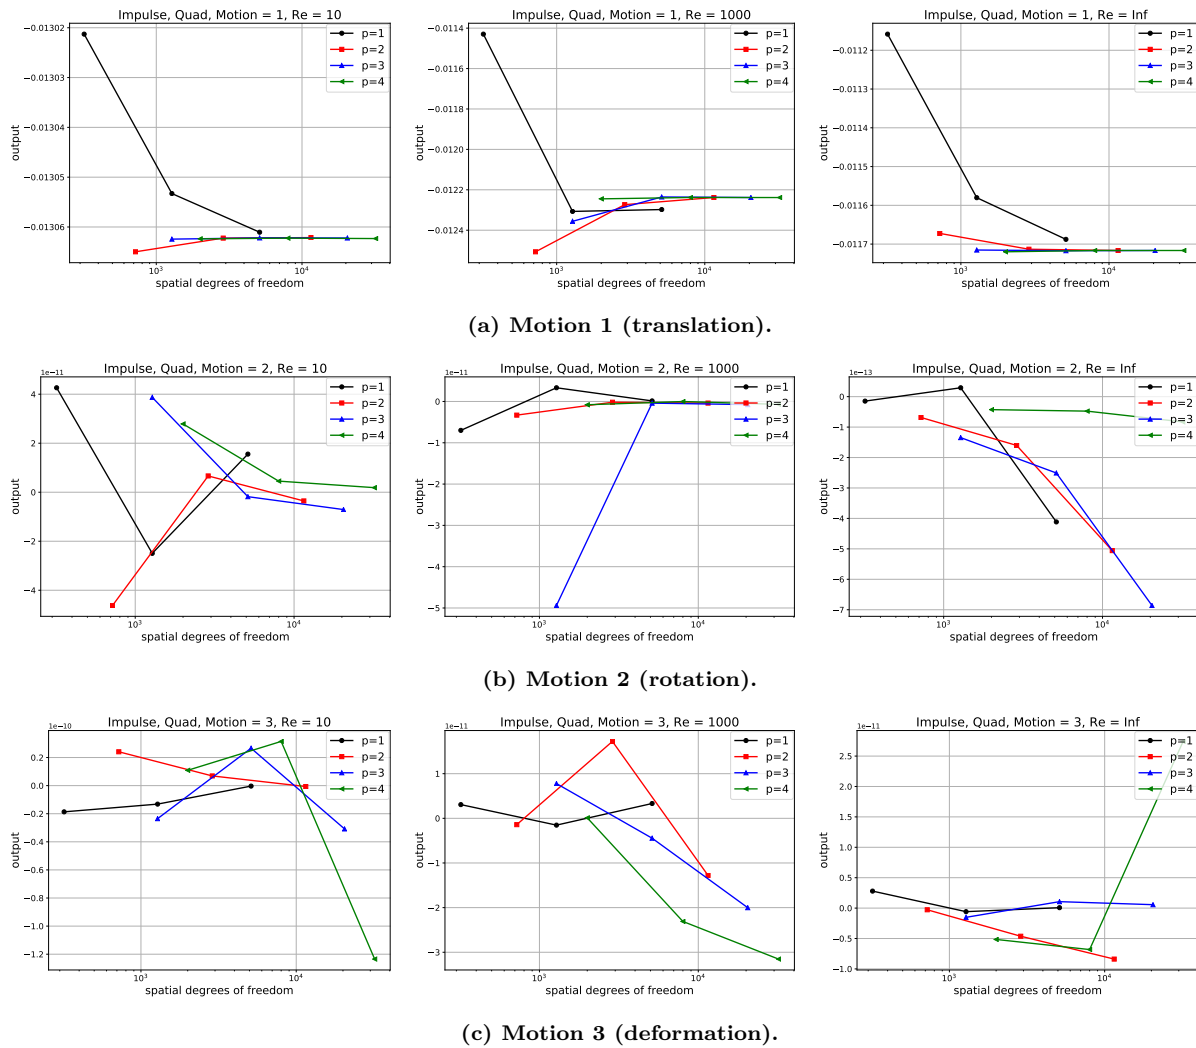 Impulse, Quad, Motion = 1, Re = 10
−0.01302
−0.01303
−0.01304
−0.01305
−0.01306
output
10³
10⁴
spatial degrees of freedom
p=1
p=2
p=3
p=4
Impulse, Quad, Motion = 1, Re = 1000
−0.0114
−0.0116
−0.0118
−0.0120
−0.0122
−0.0124
output
10³
10⁴
spatial degrees of freedom
p=1
p=2
p=3
p=4
Impulse, Quad, Motion = 1, Re = Inf
−0.0112
−0.0113
−0.0114
−0.0115
−0.0116
−0.0117
output
10³
10⁴
spatial degrees of freedom
p=1
p=2
p=3
p=4
(a) Motion 1 (translation).
Impulse, Quad, Motion = 2, Re = 10
1e−11
4
2
0
−2
−4
output
10³
10⁴
spatial degrees of freedom
p=1
p=2
p=3
p=4
Impulse, Quad, Motion = 2, Re = 1000
1e−11
0
−1
−2
−3
−4
−5
output
10³
10⁴
spatial degrees of freedom
p=1
p=2
p=3
p=4
Impulse, Quad, Motion = 2, Re = Inf
1e−13
0
−1
−2
−3
−4
−5
−6
−7
output
10³
10⁴
spatial degrees of freedom
p=1
p=2
p=3
p=4
(b) Motion 2 (rotation).
Impulse, Quad, Motion = 3, Re = 10
1e−10
0.2
0.0
−0.2
−0.4
−0.6
−0.8
−1.0
−1.2
output
10³
10⁴
spatial degrees of freedom
p=1
p=2
p=3
p=4
Impulse, Quad, Motion = 3, Re = 1000
1e−11
1
0
−1
−2
−3
output
10³
10⁴
spatial degrees of freedom
p=1
p=2
p=3
p=4
Impulse, Quad, Motion = 3, Re = Inf
1e−11
2.5
2.0
1.5
1.0
0.5
0.0
−0.5
−1.0
output
10³
10⁴
spatial degrees of freedom
p=1
p=2
p=3
p=4
(c) Motion 3 (deformation).